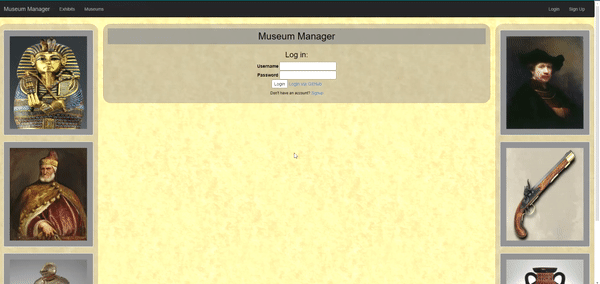 Museum Manager Exhibits Museums Login Sign Up
Museum Manager
Log in:
Username
Password
Login Login via GitHub
Don't have an account? Signup